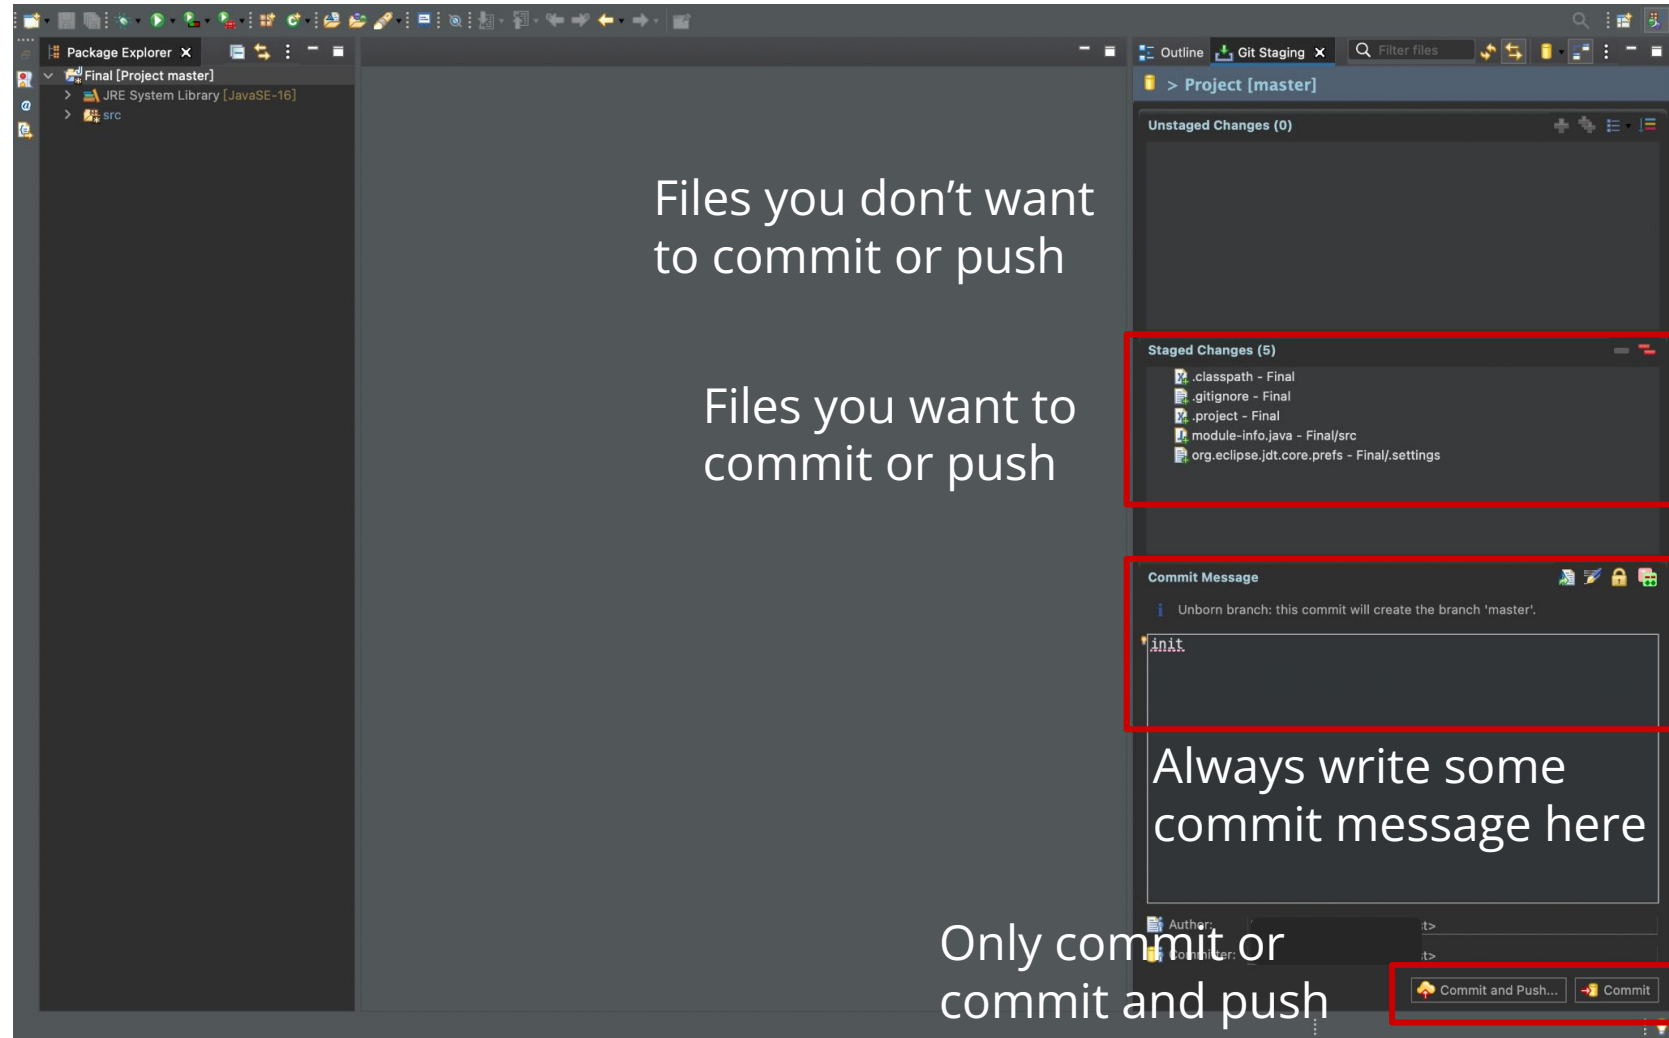 Package Explorer
Final [Project master]
JRE System Library [JavaSE-16]
src
Files you don’t want
to commit or push
Files you want to
commit or push
Outline
Git Staging
Filter files
> Project [master]
Unstaged Changes (0)
Staged Changes (5)
.classpath - Final
.gitignore - Final
.project - Final
module-info.java - Final/src
org.eclipse.jdt.core.prefs - Final/.settings
Commit Message
Unborn branch: this commit will create the branch 'master'.
init
Always write some
commit message here
Author:
t>
Committer:
t>
Only commit or
commit and push
Commit and Push...
Commit